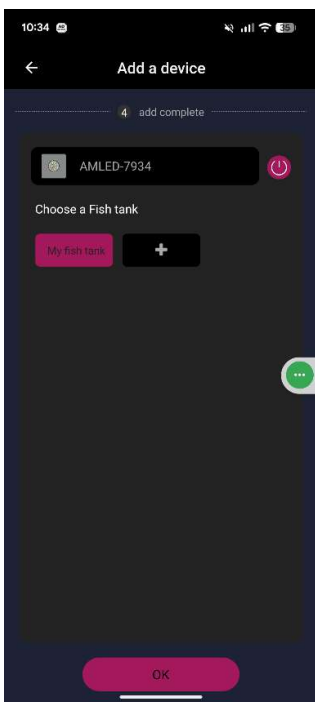 10:34
35
Add a device
4 add complete
AMLED-7934
Choose a Fish tank
My fish tank +
OK